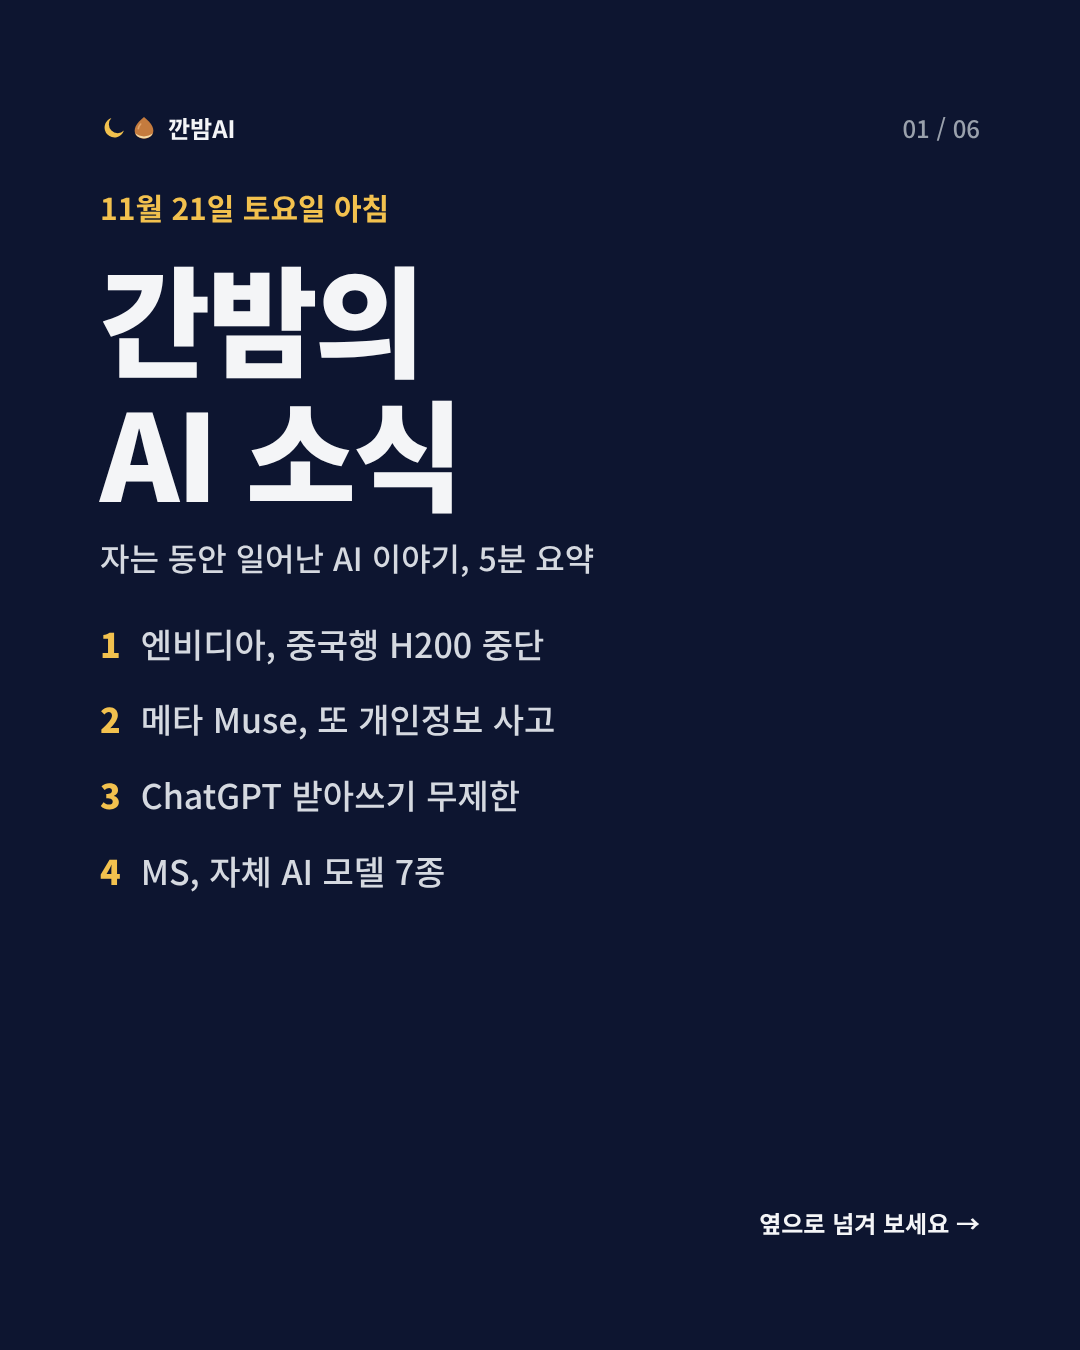 깐밤AI
01 / 06
11월 21일 토요일 아침
간밤의
AI 소식
자는 동안 일어난 AI 이야기, 5분 요약
1 엔비디아, 중국행 H200 중단
2 메타 Muse, 또 개인정보 사고
3 ChatGPT 받아쓰기 무제한
4 MS, 자체 AI 모델 7종
옆으로 넘겨 보세요 →